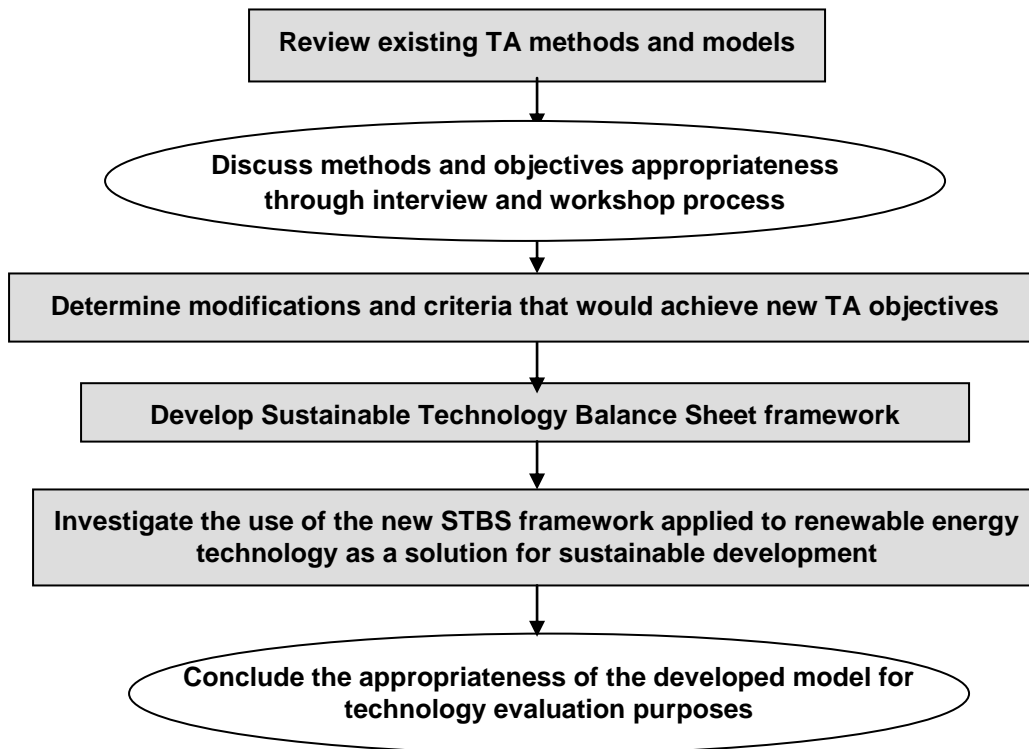 Review existing TA methods and models
Discuss methods and objectives appropriateness
through interview and workshop process
Determine modifications and criteria that would achieve new TA objectives
Develop Sustainable Technology Balance Sheet framework
Investigate the use of the new STBS framework applied to renewable energy
technology as a solution for sustainable development
Conclude the appropriateness of the developed model for
technology evaluation purposes